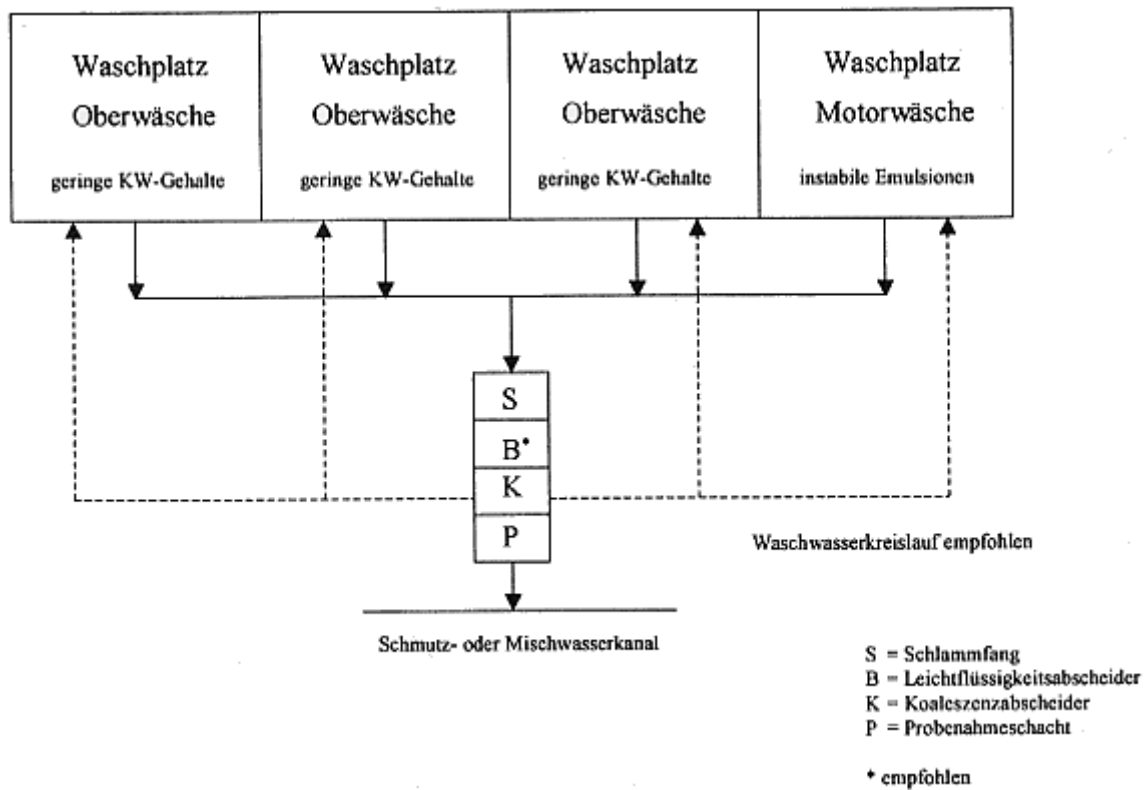 Waschplatz
Oberwäsche
geringe KW-Gehalte
Waschplatz
Oberwäsche
geringe KW-Gehalte
Waschplatz
Oberwäsche
geringe KW-Gehalte
Waschplatz
Motorwäsche
instabile Emulsionen
S
B*
K
P
Waschwasserkreislauf empfohlen
Schmutz- oder Mischwasserkanal
S = Schlammfang
B = Leichtflüssigkeitsabscheider
K = Koaleszenzabscheider
P = Probenahmeschacht
* empfohlen